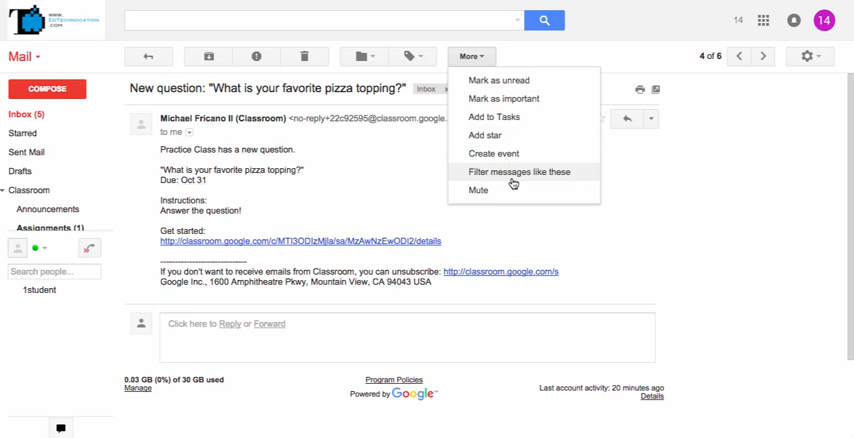 www.
EDTechnocation
.com
14
14
Mail
More
4 of 6
COMPOSE
Inbox (5)
Starred
Sent Mail
Drafts
Classroom
Announcements
Assignments (1)
Search people...
1student
New question: "What is your favorite pizza topping?" Inbox x
Michael Fricano II (Classroom) <no-reply+22c92595@classroom.google.
to me
Practice Class has a new question.
"What is your favorite pizza topping?"
Due: Oct 31
Instructions:
Answer the question!
Get started:
http://classroom.google.com/c/MTI3ODIzMjla/sa/MzAwNzEwODI2/details
------------------------------
If you don't want to receive emails from Classroom, you can unsubscribe: http://classroom.google.com/s
Google Inc., 1600 Amphitheatre Pkwy, Mountain View, CA 94043 USA
Mark as unread
Mark as important
Add to Tasks
Add star
Create event
Filter messages like these
Mute
Click here to Reply or Forward
0.03 GB (0%) of 30 GB used
Manage
Program Policies
Powered by Google™
Last account activity: 20 minutes ago
Details